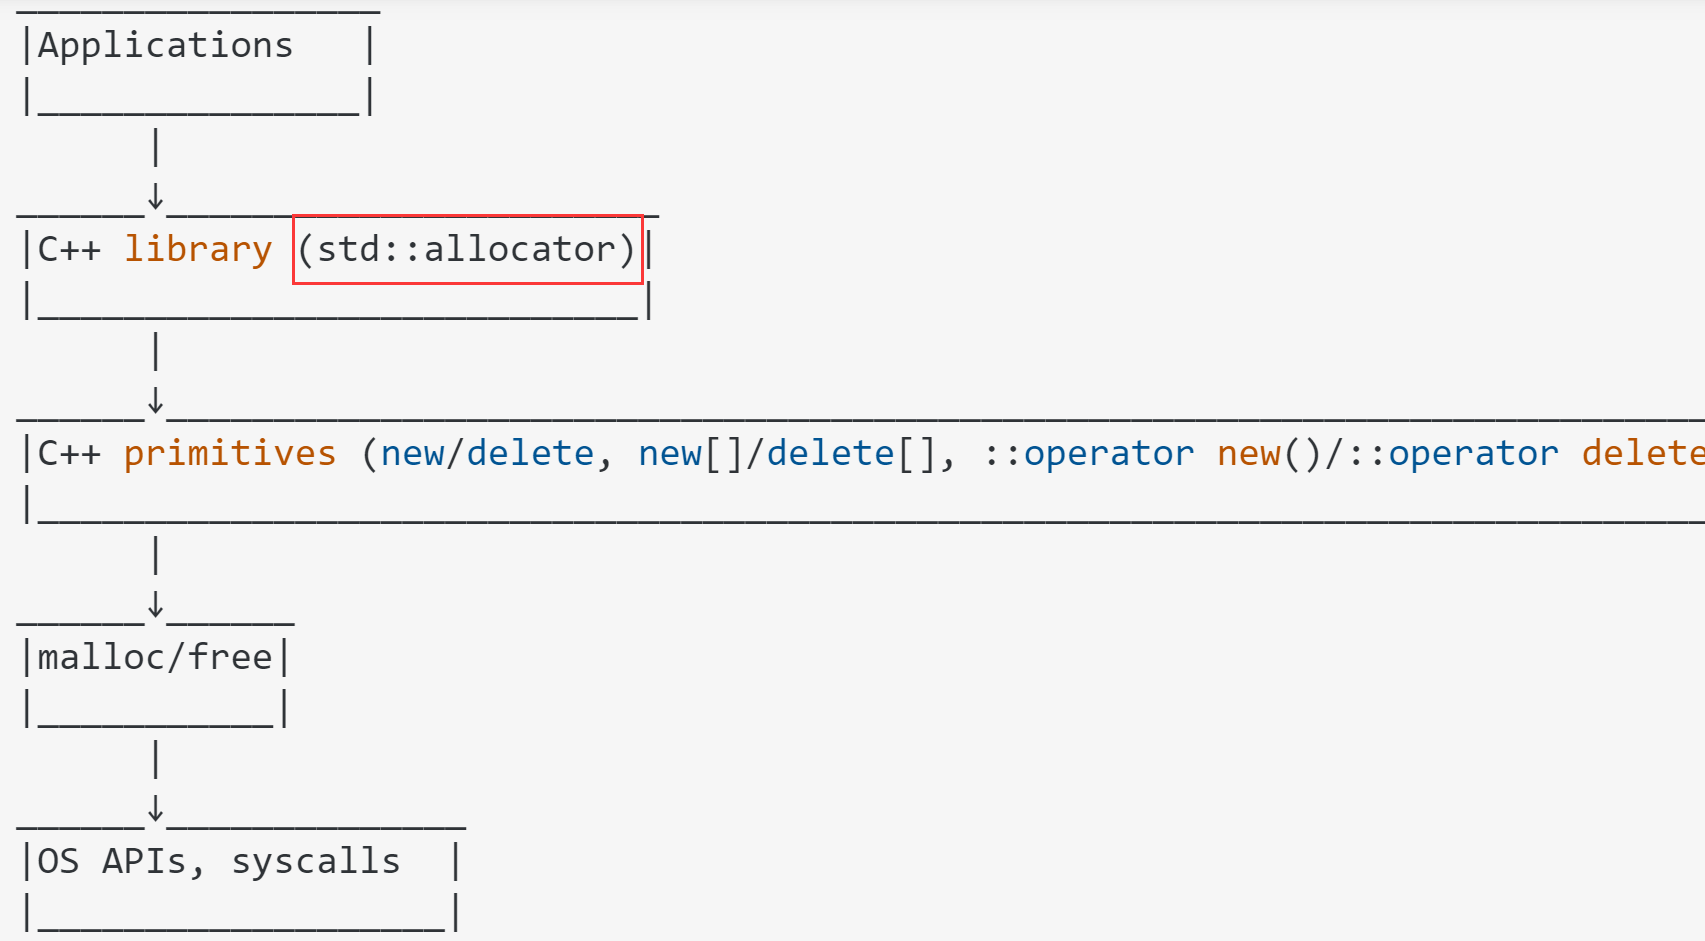 Applications
C++ library (std::allocator)
C++ primitives (new/delete, new[]/delete[], ::operator new()/::operator delete
malloc/free
OS APIs, syscalls